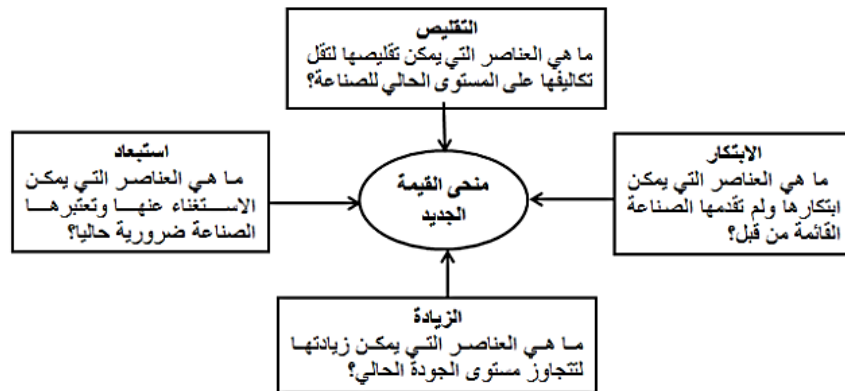 التقليص
ما هي العناصر التي يمكن تقليصها لتقل
تكاليفها على المستوى الحالي للصناعة؟
استبعاد
ما هي العناصر التي يمكن
الاستغناء عنها وتعتبرها
الصناعة ضرورية حاليا؟
منحى القيمة
الجديد
الابتكار
ما هي العناصر التي يمكن
ابتكارها ولم تقدمها الصناعة
القائمة من قبل؟
الزيادة
ما هي العناصر التي يمكن زيادتها
لتتجاوز مستوى الجودة الحالي؟